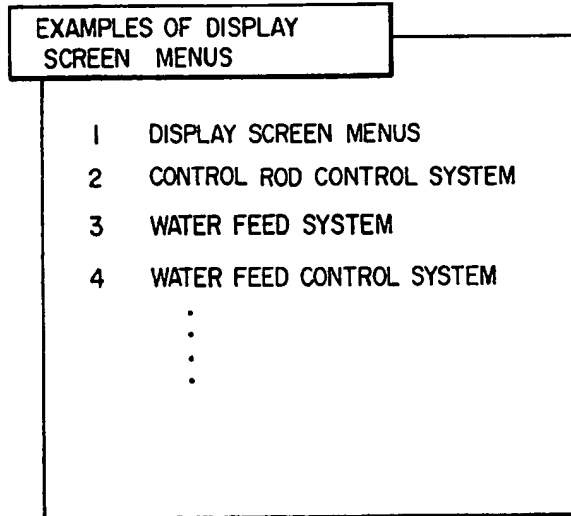 EXAMPLES OF DISPLAY
SCREEN MENUS
1 DISPLAY SCREEN MENUS
2 CONTROL ROD CONTROL SYSTEM
3 WATER FEED SYSTEM
4 WATER FEED CONTROL SYSTEM
.
.
.
.